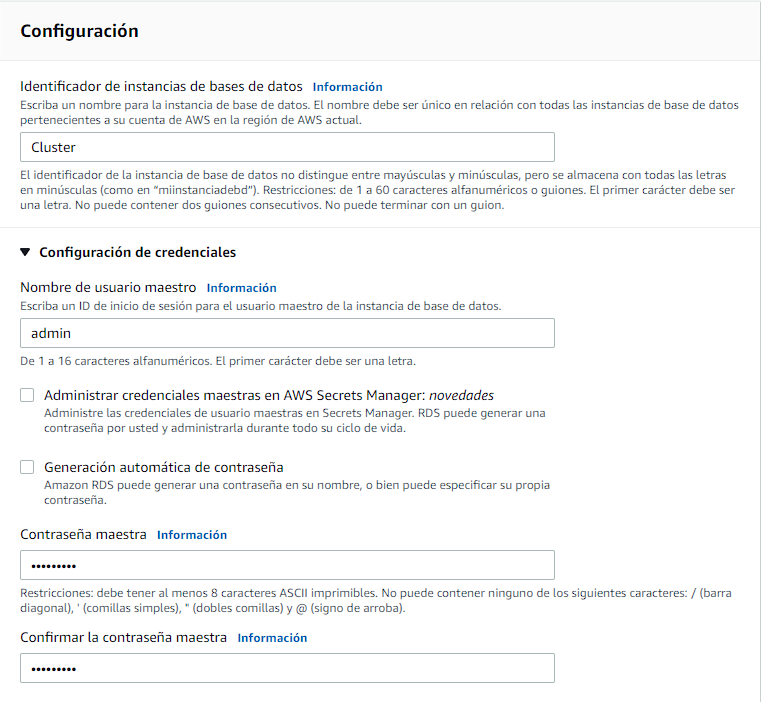 Configuración
Identificador de instancias de bases de datos Información
Escriba un nombre para la instancia de base de datos. El nombre debe ser único en relación con todas las instancias de base de datos
pertenecientes a su cuenta de AWS en la región de AWS actual.
Cluster
El identificador de la instancia de base de datos no distingue entre mayúsculas y minúsculas, pero se almacena con todas las letras
en minúsculas (como en “miinstanciadebd”). Restricciones: de 1 a 60 caracteres alfanuméricos o guiones. El primer carácter debe ser
una letra. No puede contener dos guiones consecutivos. No puede terminar con un guion.
Configuración de credenciales
Nombre de usuario maestro Información
Escriba un ID de inicio de sesión para el usuario maestro de la instancia de base de datos.
admin
De 1 a 16 caracteres alfanuméricos. El primer carácter debe ser una letra.
Administrar credenciales maestras en AWS Secrets Manager: novedades
Administre las credenciales de usuario maestras en Secrets Manager. RDS puede generar una
contraseña por usted y administrarla durante todo su ciclo de vida.
Generación automática de contraseña
Amazon RDS puede generar una contraseña en su nombre, o bien puede especificar su propia
contraseña.
Contraseña maestra Información
•••••••••
Restricciones: debe tener al menos 8 caracteres ASCII imprimibles. No puede contener ninguno de los siguientes caracteres: / (barra
diagonal), ' (comillas simples), " (dobles comillas) y @ (signo de arroba).
Confirmar la contraseña maestra Información
•••••••••